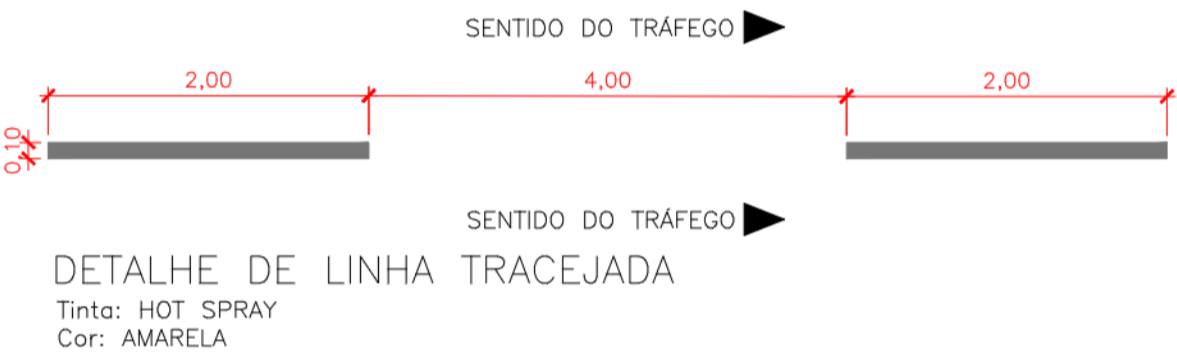 SENTIDO DO TRÁFEGO
2,00 4,00 2,00
0,10
SENTIDO DO TRÁFEGO
DETALHE DE LINHA TRACEJADA
Tinta: HOT SPRAY
Cor: AMARELA